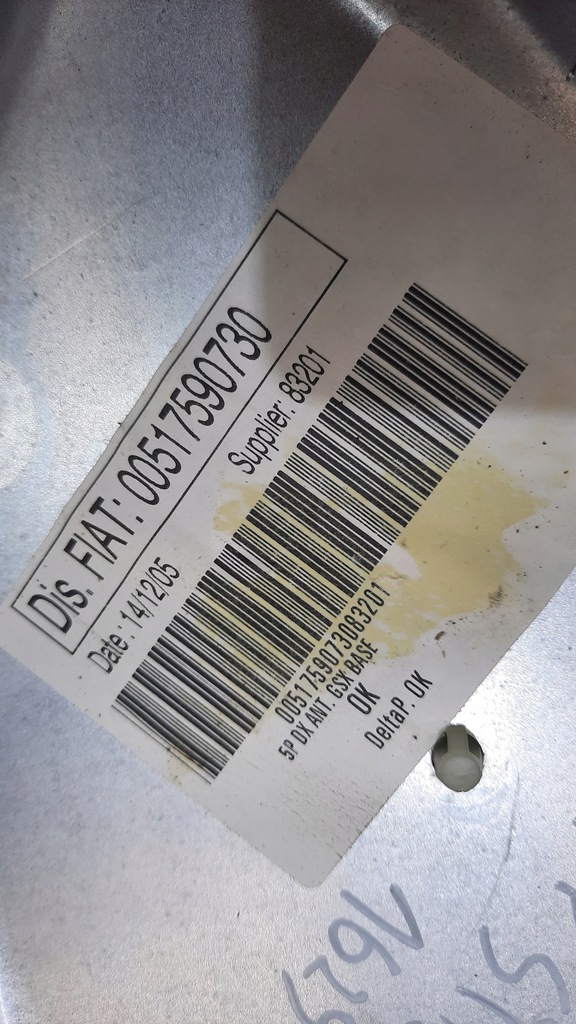 Dis. FIAT: 00517590730
Date : 14/12/05 Supplier: 83201
0051759073083201
5P DX ANT. GSX BASE
OK
DeltaP. OK